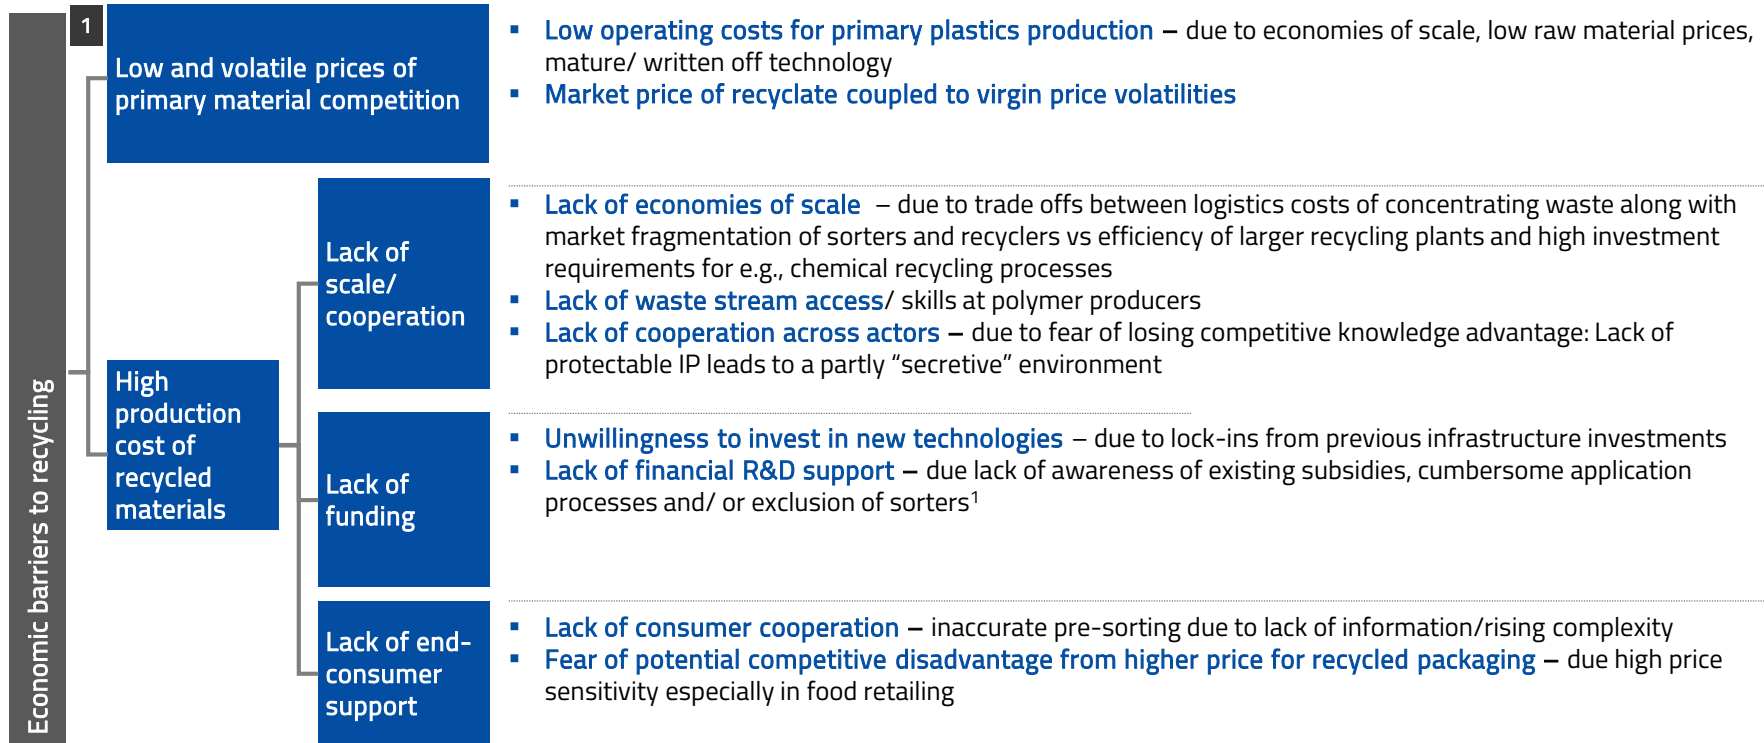 Economic barriers to recycling
1
Low and volatile prices of
primary material competition
▪ Low operating costs for primary plastics production – due to economies of scale, low raw material prices,
mature/ written off technology
▪ Market price of recyclate coupled to virgin price volatilities
High
production
cost of
recycled
materials
Lack of
scale/
cooperation
▪ Lack of economies of scale – due to trade offs between logistics costs of concentrating waste along with
market fragmentation of sorters and recyclers vs efficiency of larger recycling plants and high investment
requirements for e.g., chemical recycling processes
▪ Lack of waste stream access/ skills at polymer producers
▪ Lack of cooperation across actors – due to fear of losing competitive knowledge advantage: Lack of
protectable IP leads to a partly “secretive” environment
Lack of
funding
▪ Unwillingness to invest in new technologies – due to lock-ins from previous infrastructure investments
▪ Lack of financial R&D support – due lack of awareness of existing subsidies, cumbersome application
processes and/ or exclusion of sorters¹
Lack of end-
consumer
support
▪ Lack of consumer cooperation – inaccurate pre-sorting due to lack of information/rising complexity
▪ Fear of potential competitive disadvantage from higher price for recycled packaging – due high price
sensitivity especially in food retailing